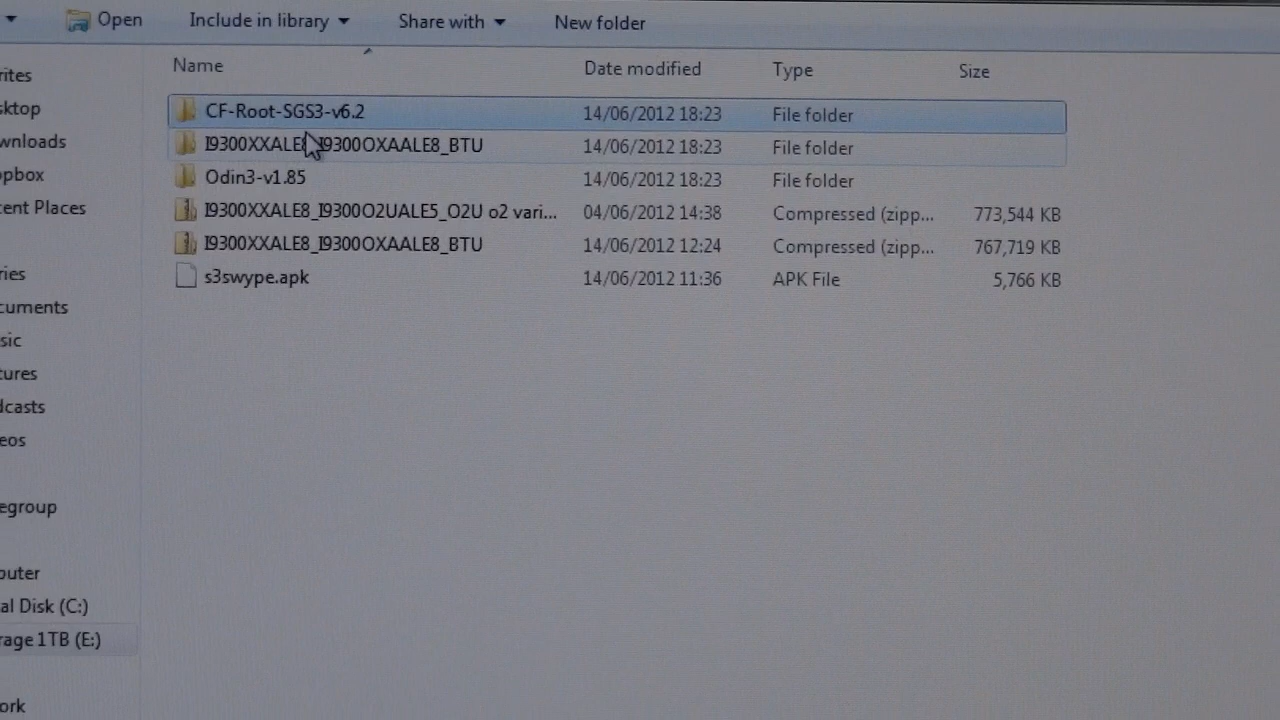 Open Include in library Share with New folder
Name Date modified Type Size
rites
sktop
wnloads
opbox
cent Places
ries
cuments
sic
tures
dcasts
eos
egroup
outer
al Disk (C:)
rage 1TB (E:)
ork
CF-Root-SGS3-v6.2 14/06/2012 18:23 File folder
I9300XXALE8_I9300OXAALE8_BTU 14/06/2012 18:23 File folder
Odin3-v1.85 14/06/2012 18:23 File folder
I9300XXALE8_I9300O2UALE5_O2U o2 vari... 04/06/2012 14:38 Compressed (zipp... 773,544 KB
I9300XXALE8_I9300OXAALE8_BTU 14/06/2012 12:24 Compressed (zipp... 767,719 KB
s3swype.apk 14/06/2012 11:36 APK File 5,766 KB